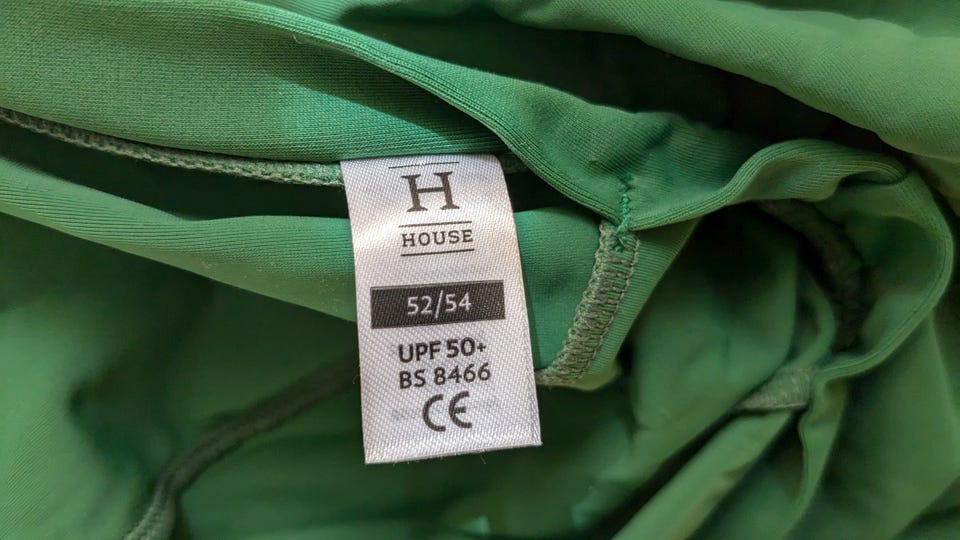 H
HOUSE
52/54
UPF 50+
BS 8466
CE